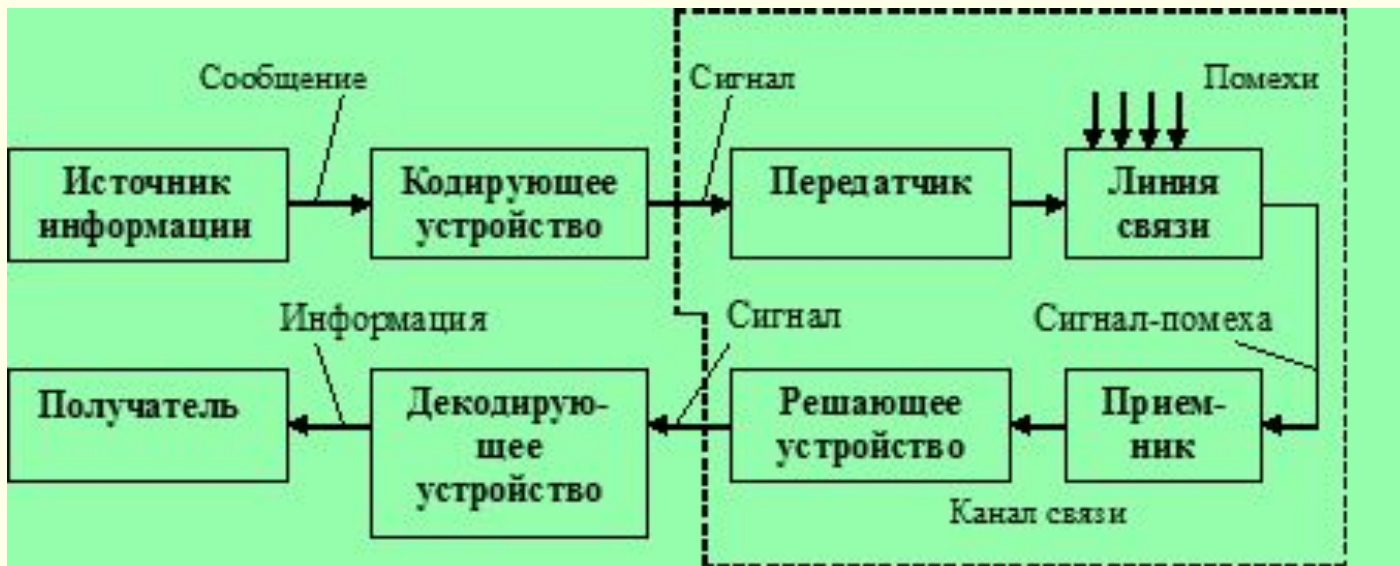 Сообщение
Сигнал
Помехи
Источник
информации
Кодирующее
устройство
Передатчик
Линия
связи
Информация
Сигнал
Сигнал-помеха
Получатель
Декодирую-
щее
устройство
Решающее
устройство
Прием-
ник
Канал связи